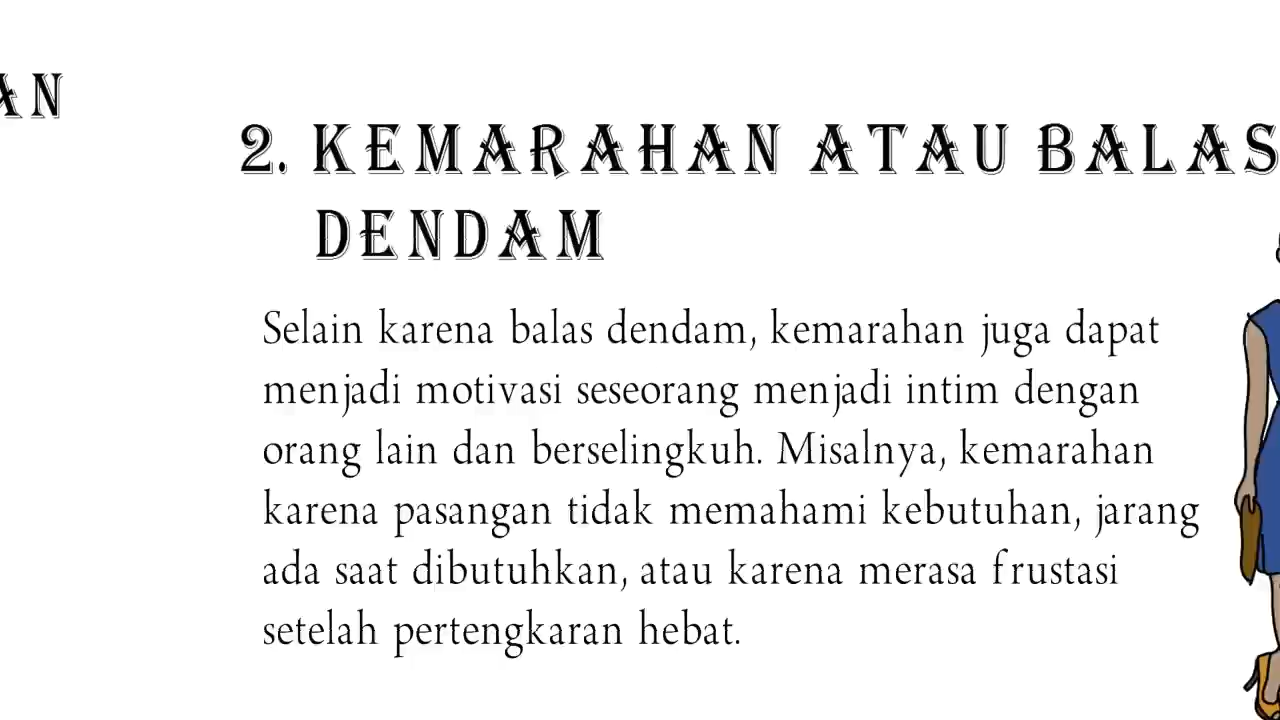 2. KEMARAHAN ATAU BALAS
DENDAM
Selain karena balas dendam, kemarahan juga dapat
menjadi motivasi seseorang menjadi intim dengan
orang lain dan berselingkuh. Misalnya, kemarahan
karena pasangan tidak memahami kebutuhan, jarang
ada saat dibutuhkan, atau karena merasa frustasi
setelah pertengkaran hebat.